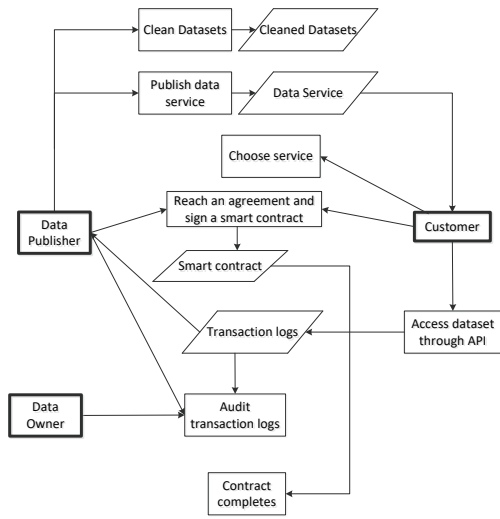 Clean Datasets
Cleaned Datasets
Publish data
service
Data Service
Choose service
Reach an agreement and
sign a smart contract
Data
Publisher
Customer
Smart contract
Transaction logs
Access dataset
through API
Data
Owner
Audit
transaction logs
Contract
completes